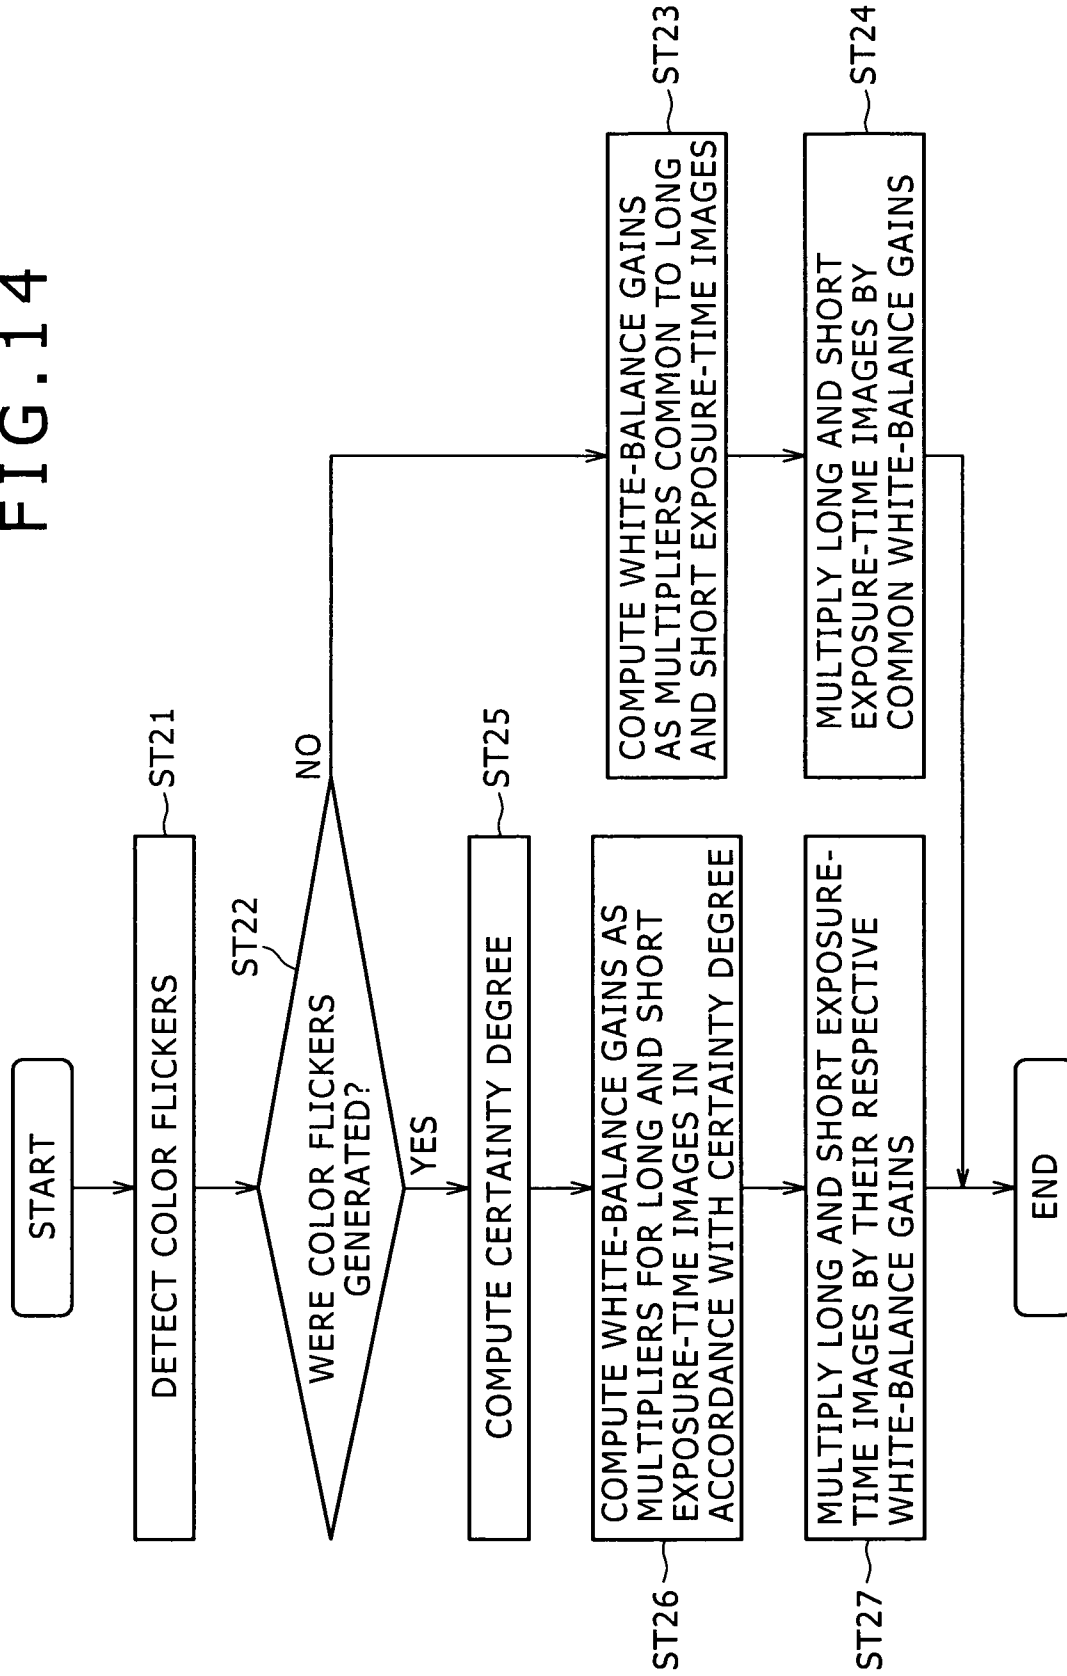 FIG.14
START
DETECT COLOR FLICKERS
ST21
WERE COLOR FLICKERS
GENERATED?
ST22
NO
YES
COMPUTE CERTAINTY DEGREE
ST25
COMPUTE WHITE-BALANCE GAINS AS
MULTIPLIERS FOR LONG AND SHORT
EXPOSURE-TIME IMAGES IN
ACCORDANCE WITH CERTAINTY DEGREE
ST26
COMPUTE WHITE-BALANCE GAINS
AS MULTIPLIERS COMMON TO LONG
AND SHORT EXPOSURE-TIME IMAGES
ST23
MULTIPLY LONG AND SHORT EXPOSURE-
TIME IMAGES BY THEIR RESPECTIVE
WHITE-BALANCE GAINS
ST27
MULTIPLY LONG AND SHORT
EXPOSURE-TIME IMAGES BY
COMMON WHITE-BALANCE GAINS
ST24
END